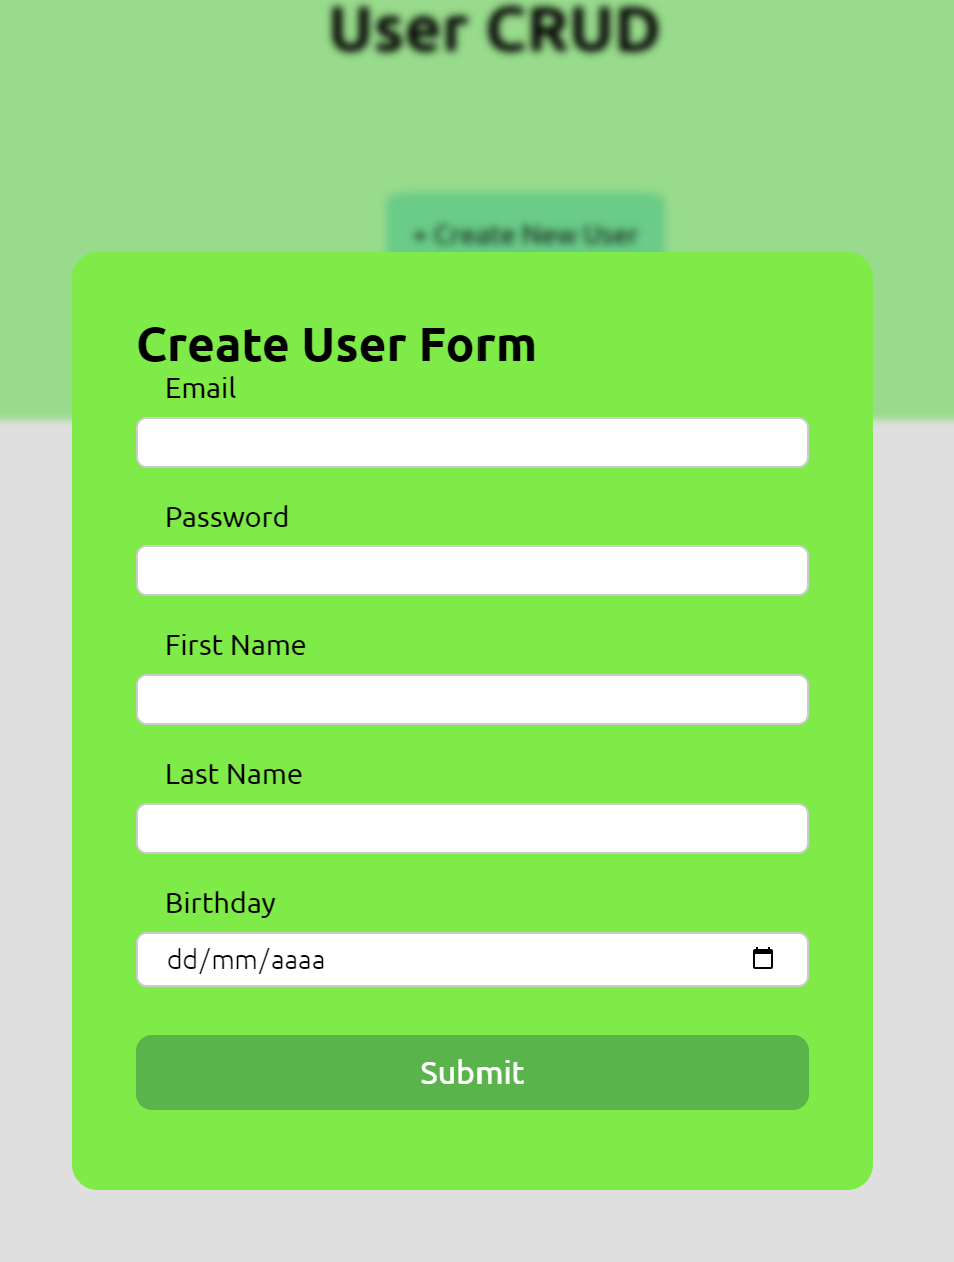 User CRUD
+ Create New User
Create User Form
Email
Password
First Name
Last Name
Birthday
dd/mm/aaaa
Submit